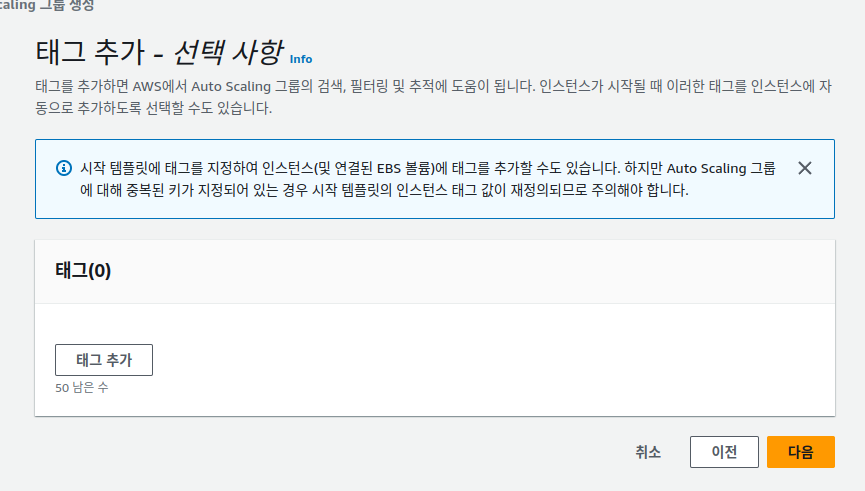 caling 그룹 생성
태그 추가 - 선택 사항 Info
태그를 추가하면 AWS에서 Auto Scaling 그룹의 검색, 필터링 및 추적에 도움이 됩니다. 인스턴스가 시작될 때 이러한 태그를 인스턴스에 자
동으로 추가하도록 선택할 수도 있습니다.
시작 템플릿에 태그를 지정하여 인스턴스(및 연결된 EBS 볼륨)에 태그를 추가할 수도 있습니다. 하지만 Auto Scaling 그룹
에 대해 중복된 키가 지정되어 있는 경우 시작 템플릿의 인스턴스 태그 값이 재정의되므로 주의해야 합니다.
태그(0)
태그 추가
50 남은 수
취소 이전 다음